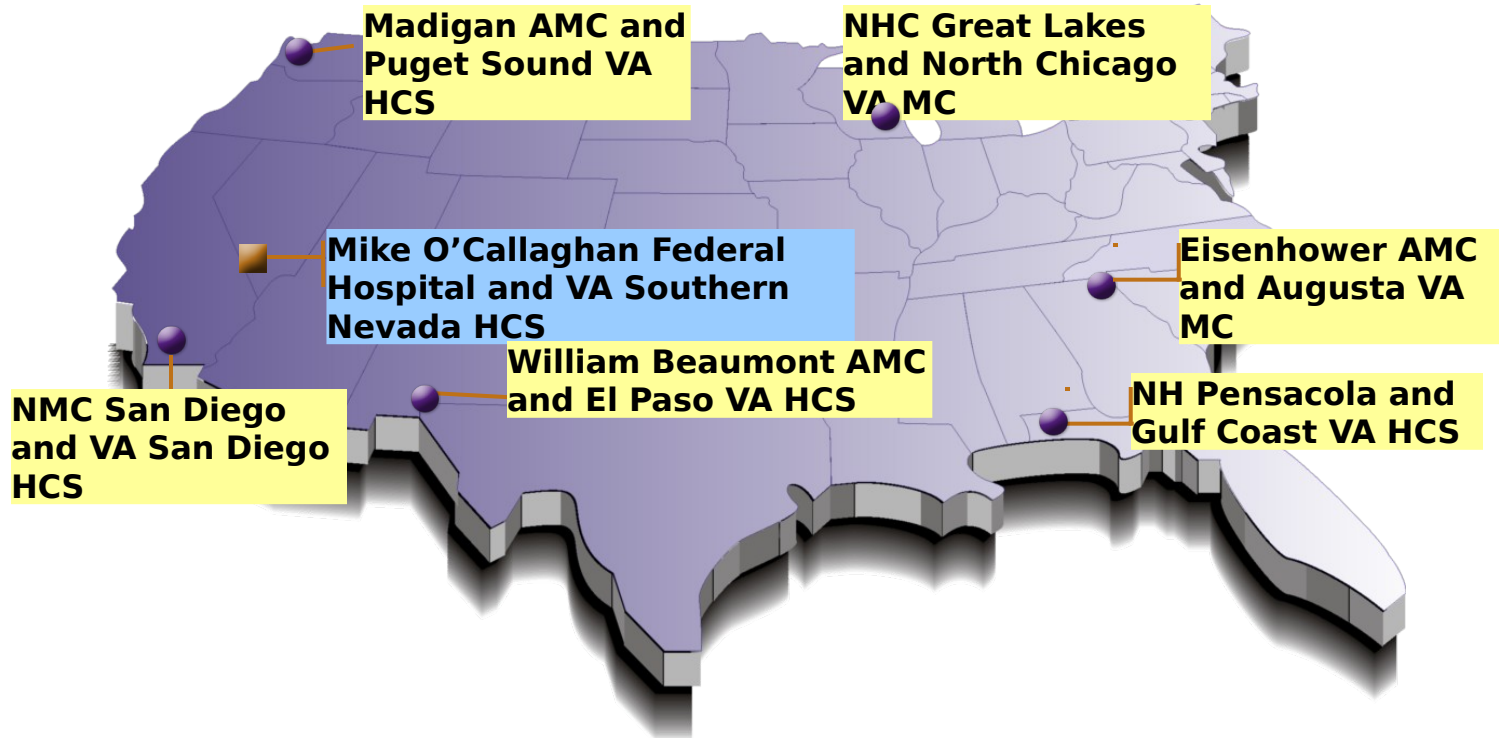 Madigan AMC and
Puget Sound VA
HCS
NHC Great Lakes
and North Chicago
VA MC
Mike O’Callaghan Federal
Hospital and VA Southern
Nevada HCS
Eisenhower AMC
and Augusta VA
MC
William Beaumont AMC
and El Paso VA HCS
NH Pensacola and
Gulf Coast VA HCS
NMC San Diego
and VA San Diego
HCS